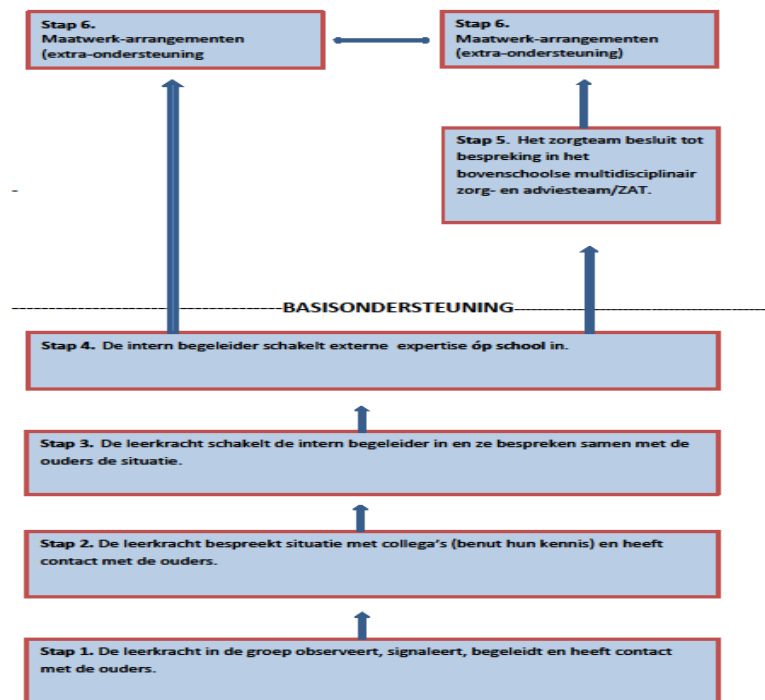 Stap 6.
Maatwerk-arrangementen
(extra-ondersteuning
Stap 6.
Maatwerk-arrangementen
(extra-ondersteuning)
Stap 5. Het zorgteam besluit tot
bespreking in het
bovenschoolse multidisciplinair
zorg- en adviesteam/ZAT.
BASISONDERSTEUNING
Stap 4. De intern begeleider schakelt externe expertise óp school in.
Stap 3. De leerkracht schakelt de intern begeleider in en ze bespreken samen met de
ouders de situatie.
Stap 2. De leerkracht bespreekt situatie met collega's (benut hun kennis) en heeft
contact met de ouders.
Stap 1. De leerkracht in de groep observeert, signaleert, begeleidt en heeft contact
met de ouders.